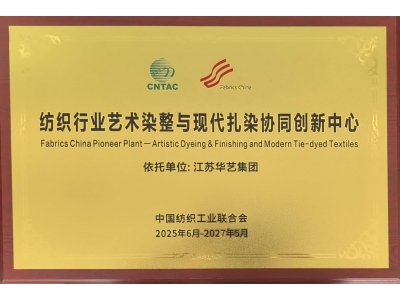 CNTAC
Fabrics China
纺织行业艺术染整与现代扎染协同创新中心
Fabrics China Pioneer Plant — Artistic Dyeing & Finishing and Modern Tie-dyed Textiles
依托单位: 江苏华艺集团
中国纺织工业联合会
2025年6月-2027年5月